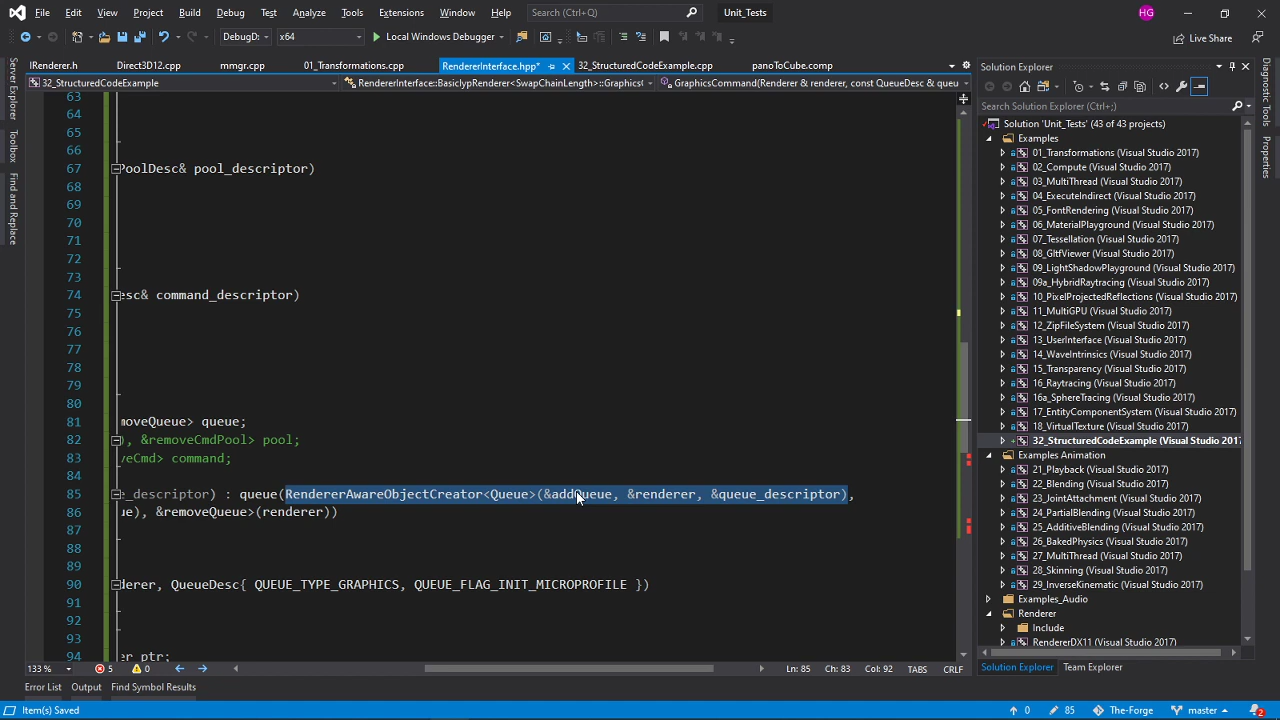 File Edit View Project Build Debug Test Analyze Tools Extensions Window Help Search (Ctrl+Q) Unit_Tests HG
DebugD: x64 Local Windows Debugger Live Share
IRenderer.h Direct3D12.cpp mmgr.cpp 01_Transformations.cpp RendererInterface.hpp* 32_StructuredCodeExample.cpp panoToCube.comp
32_StructuredCodeExample RendererInterface::BasiclypRenderer<SwapChainLength>::GraphicsC GraphicsCommand(Renderer & renderer, const QueueDesc & queu
63
64
65
66
67 PoolDesc& pool_descriptor)
68
69
70
71
72
73
74 esc& command_descriptor)
75
76
77
78
79
80
81 moveQueue> queue;
82 ), &removeCmdPool> pool;
83 veCmd> command;
84
85 e_descriptor) : queue(RendererAwareObjectCreator<Queue>(&addQueue, &renderer, &queue_descriptor),
86 ue), &removeQueue>(renderer))
87
88
89
90 derer, QueueDesc{ QUEUE_TYPE_GRAPHICS, QUEUE_FLAG_INIT_MICROPROFILE })
91
92
93
94 er ptr;
133 % 5 0 Ln: 85 Ch: 83 Col: 92 TABS CRLF
Error List Output Find Symbol Results
Item(s) Saved 0 85 The-Forge master 2
Server Explorer
Toolbox
Find and Replace
Solution Explorer
Search Solution Explorer (Ctrl+;)
Solution 'Unit_Tests' (43 of 43 projects)
Examples
01_Transformations (Visual Studio 2017)
02_Compute (Visual Studio 2017)
03_MultiThread (Visual Studio 2017)
04_ExecuteIndirect (Visual Studio 2017)
05_FontRendering (Visual Studio 2017)
06_MaterialPlayground (Visual Studio 2017)
07_Tessellation (Visual Studio 2017)
08_GltfViewer (Visual Studio 2017)
09_LightShadowPlayground (Visual Studio 2017)
09a_HybridRaytracing (Visual Studio 2017)
10_PixelProjectedReflections (Visual Studio 2017)
11_MultiGPU (Visual Studio 2017)
12_ZipFileSystem (Visual Studio 2017)
13_UserInterface (Visual Studio 2017)
14_WaveIntrinsics (Visual Studio 2017)
15_Transparency (Visual Studio 2017)
16_Raytracing (Visual Studio 2017)
16a_SphereTracing (Visual Studio 2017)
17_EntityComponentSystem (Visual Studio 2017)
18_VirtualTexture (Visual Studio 2017)
32_StructuredCodeExample (Visual Studio 2017
Examples Animation
21_Playback (Visual Studio 2017)
22_Blending (Visual Studio 2017)
23_JointAttachment (Visual Studio 2017)
24_PartialBlending (Visual Studio 2017)
25_AdditiveBlending (Visual Studio 2017)
26_BakedPhysics (Visual Studio 2017)
27_MultiThread (Visual Studio 2017)
28_Skinning (Visual Studio 2017)
29_InverseKinematic (Visual Studio 2017)
Examples_Audio
Renderer
Include
RendererDX11 (Visual Studio 2017)
Solution Explorer Team Explorer
Diagnostic Tools
Properties